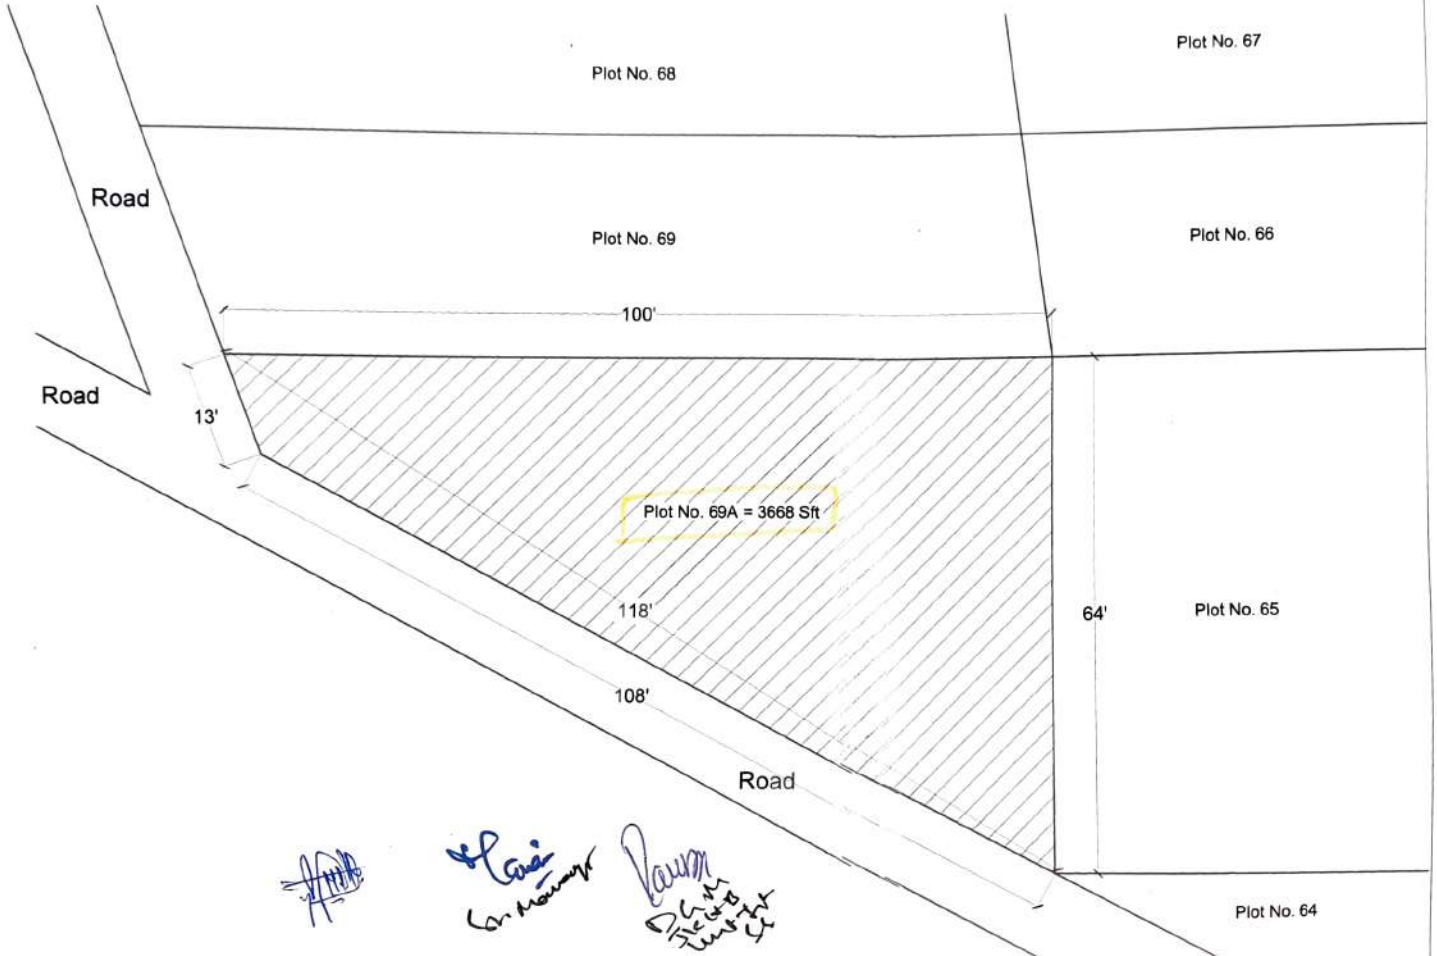 Plot No. 67
Plot No. 68
Road
Plot No. 69
Plot No. 66
100'
Road
13'
Plot No. 69A = 3668 Sft
118'
64'
Plot No. 65
108'
Road
Plot No. 64